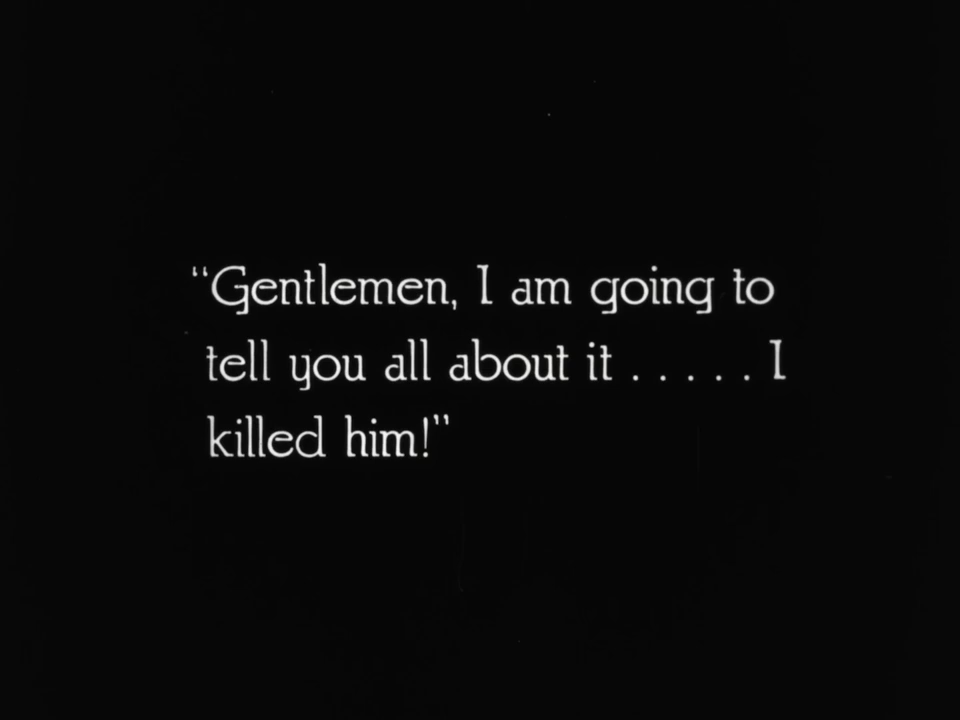 “Gentlemen, I am going to
tell you all about it ..... I
killed him!”